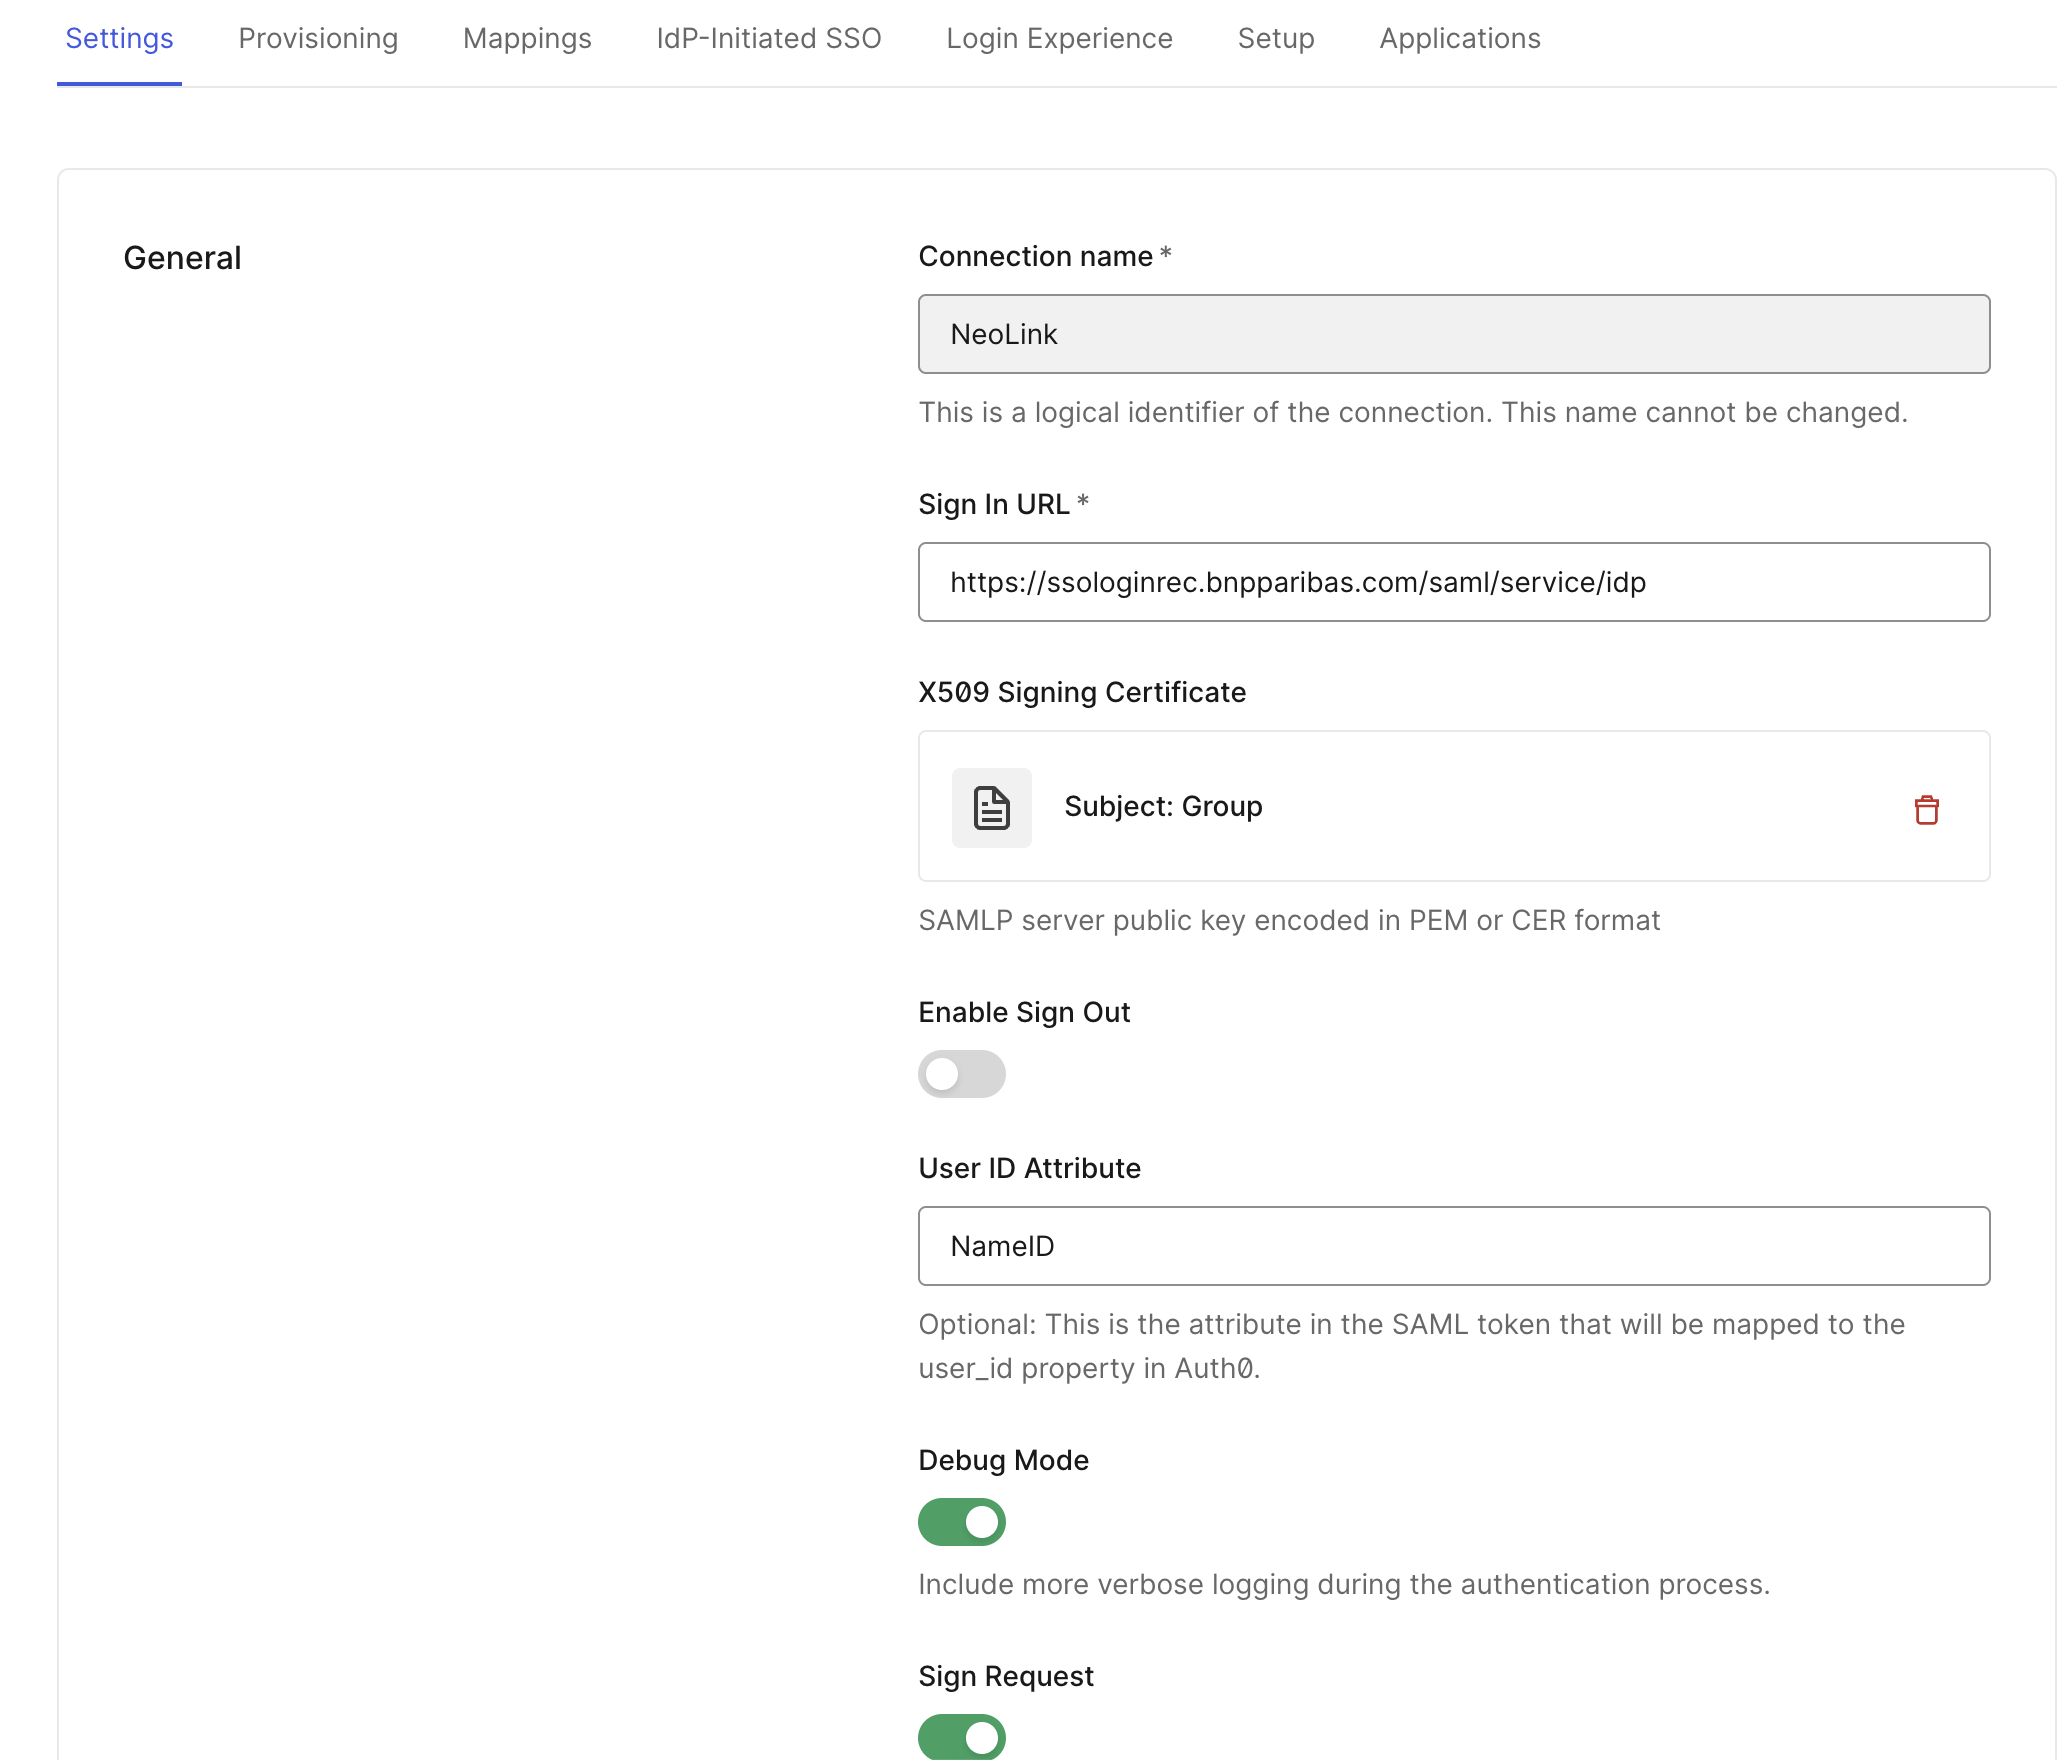 Settings Provisioning Mappings IdP-Initiated SSO Login Experience Setup Applications
General
Connection name *
NeoLink
This is a logical identifier of the connection. This name cannot be changed.
Sign In URL *
https://ssologinrec.bnpparibas.com/saml/service/idp
X509 Signing Certificate
Subject: Group
SAMLP server public key encoded in PEM or CER format
Enable Sign Out
User ID Attribute
NameID
Optional: This is the attribute in the SAML token that will be mapped to the
user_id property in Auth0.
Debug Mode
Include more verbose logging during the authentication process.
Sign Request